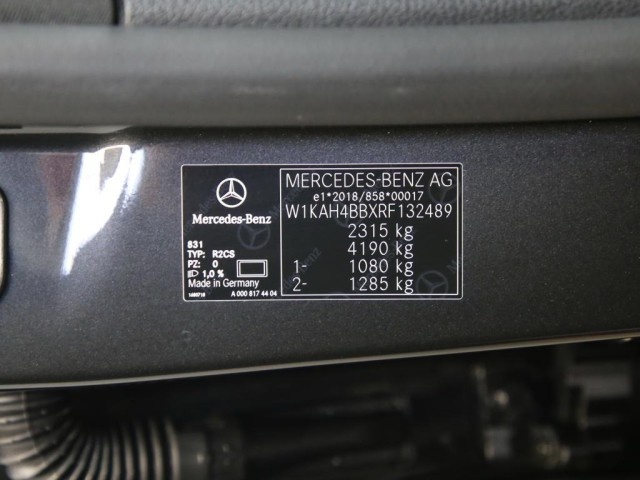 Mercedes-Benz
831
TYP: R2CS
PZ: 0
1,0 %
Made in Germany
A 000 817 44 04
MERCEDES-BENZ AG
e1*2018/858*00017
W1KAH4BBXRF132489
2315 kg
4190 kg
1- 1080 kg
2- 1285 kg